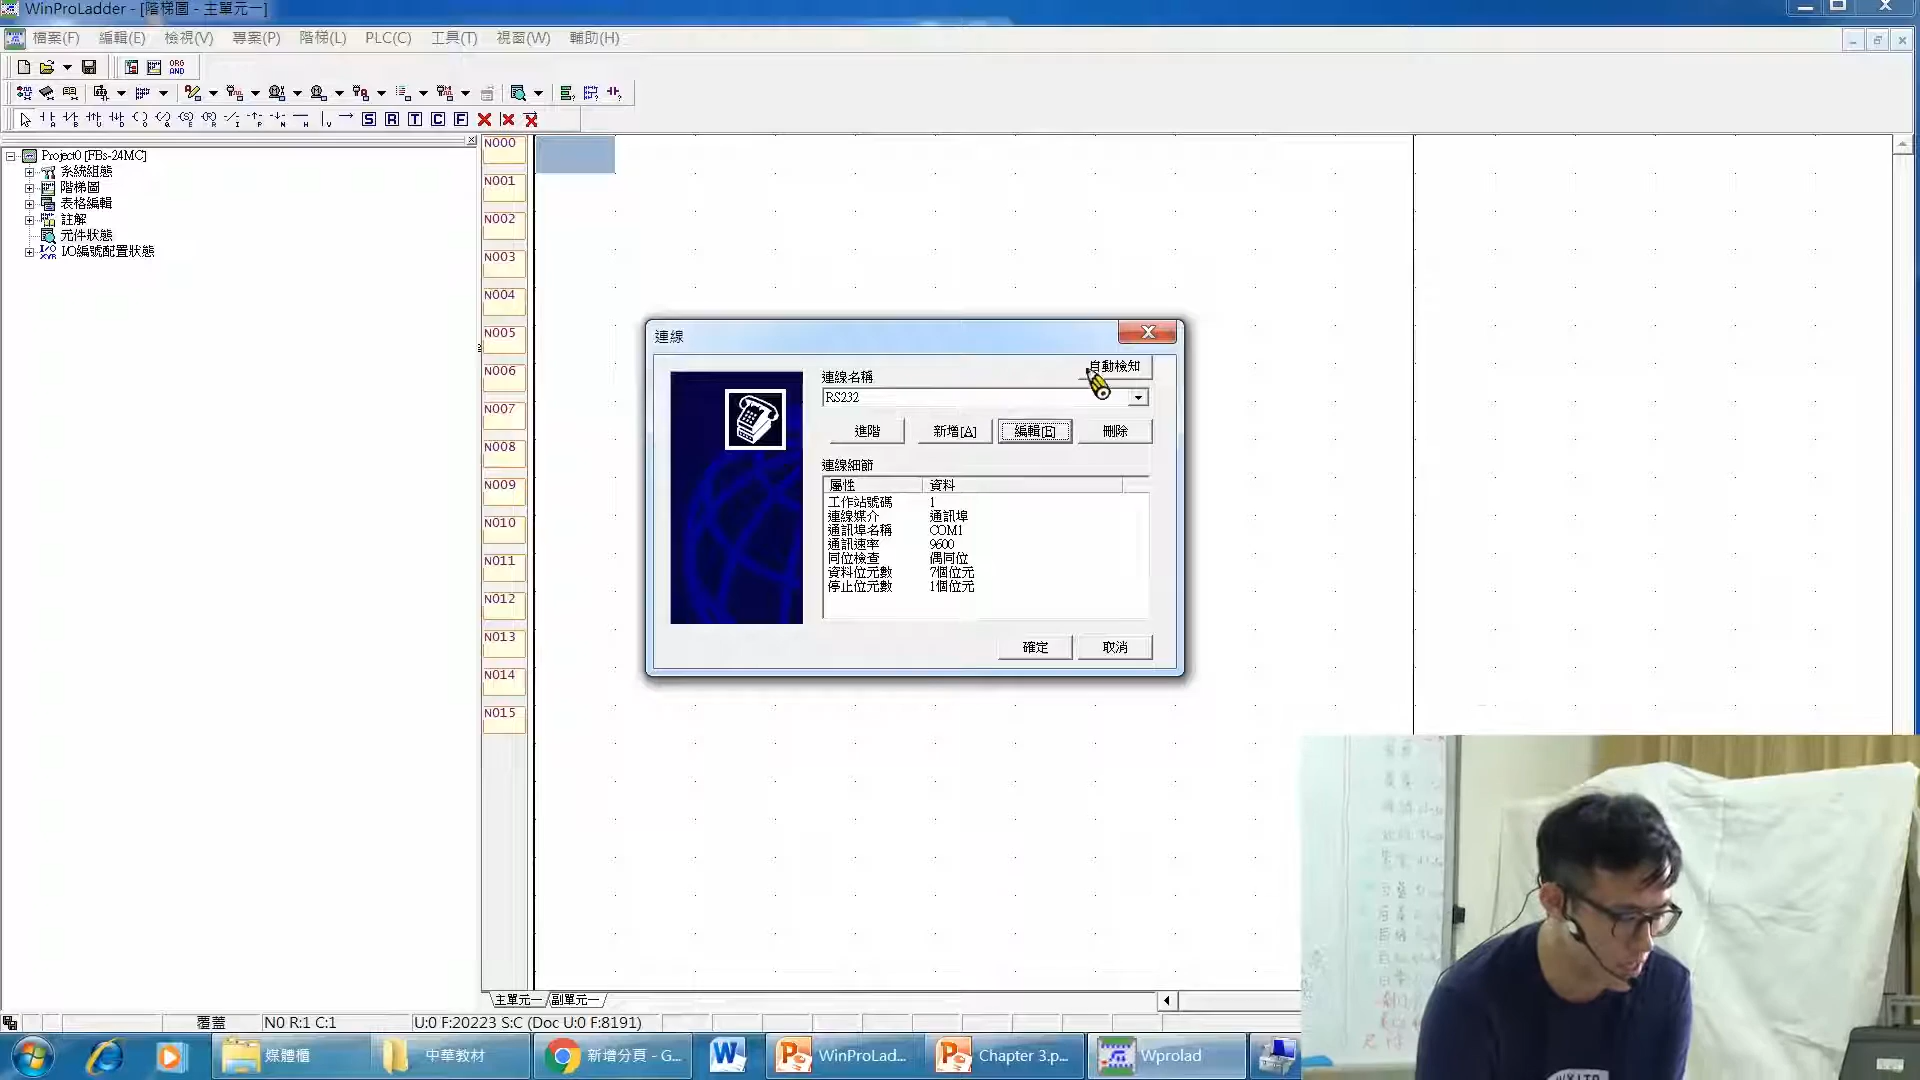 WinProLadder - [階梯圖 - 主單元一]
檔案(F) 編輯(E) 檢視(V) 專案(P) 階梯(L) PLC(C) 工具(T) 視窗(W) 輔助(H)
ORG
AND
S R T C F
Project0 [FBs-24MC]
系統組態
階梯圖
表格編輯
註解
元件狀態
I/O編號配置狀態
N000
N001
N002
N003
N004
N005
N006
N007
N008
N009
N010
N011
N012
N013
N014
N015
連線
自動檢知
連線名稱
RS232
進階 新增[A] 編輯[E] 刪除
連線細節
屬性 資料
工作站號碼 1
連線媒介 通訊埠
通訊埠名稱 COM1
通訊速率 9600
同位檢查 偶同位
資料位元數 7個位元
停止位元數 1個位元
確定 取消
主單元一 副單元一
覆蓋 N0 R:1 C:1 U:0 F:20223 S:C (Doc U:0 F:8191)
媒體櫃 中華教材 新增分頁 - G... WinProLad... Chapter 3.p... Wprolad